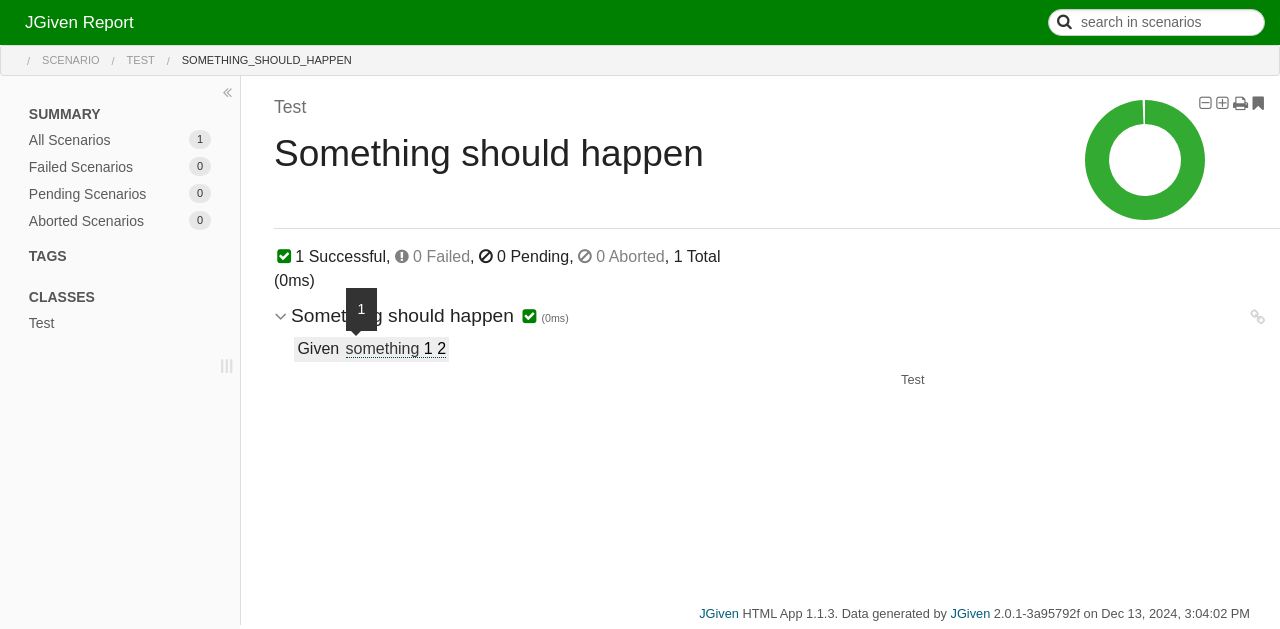 JGiven Report
search in scenarios
/ SCENARIO / TEST / SOMETHING_SHOULD_HAPPEN
SUMMARY
All Scenarios 1
Failed Scenarios 0
Pending Scenarios 0
Aborted Scenarios 0
TAGS
CLASSES
Test
Test
Something should happen
1 Successful, 0 Failed, 0 Pending, 0 Aborted, 1 Total
(0ms)
1
Something should happen (0ms)
Given something 1 2
Test
JGiven HTML App 1.1.3. Data generated by JGiven 2.0.1-3a95792f on Dec 13, 2024, 3:04:02 PM